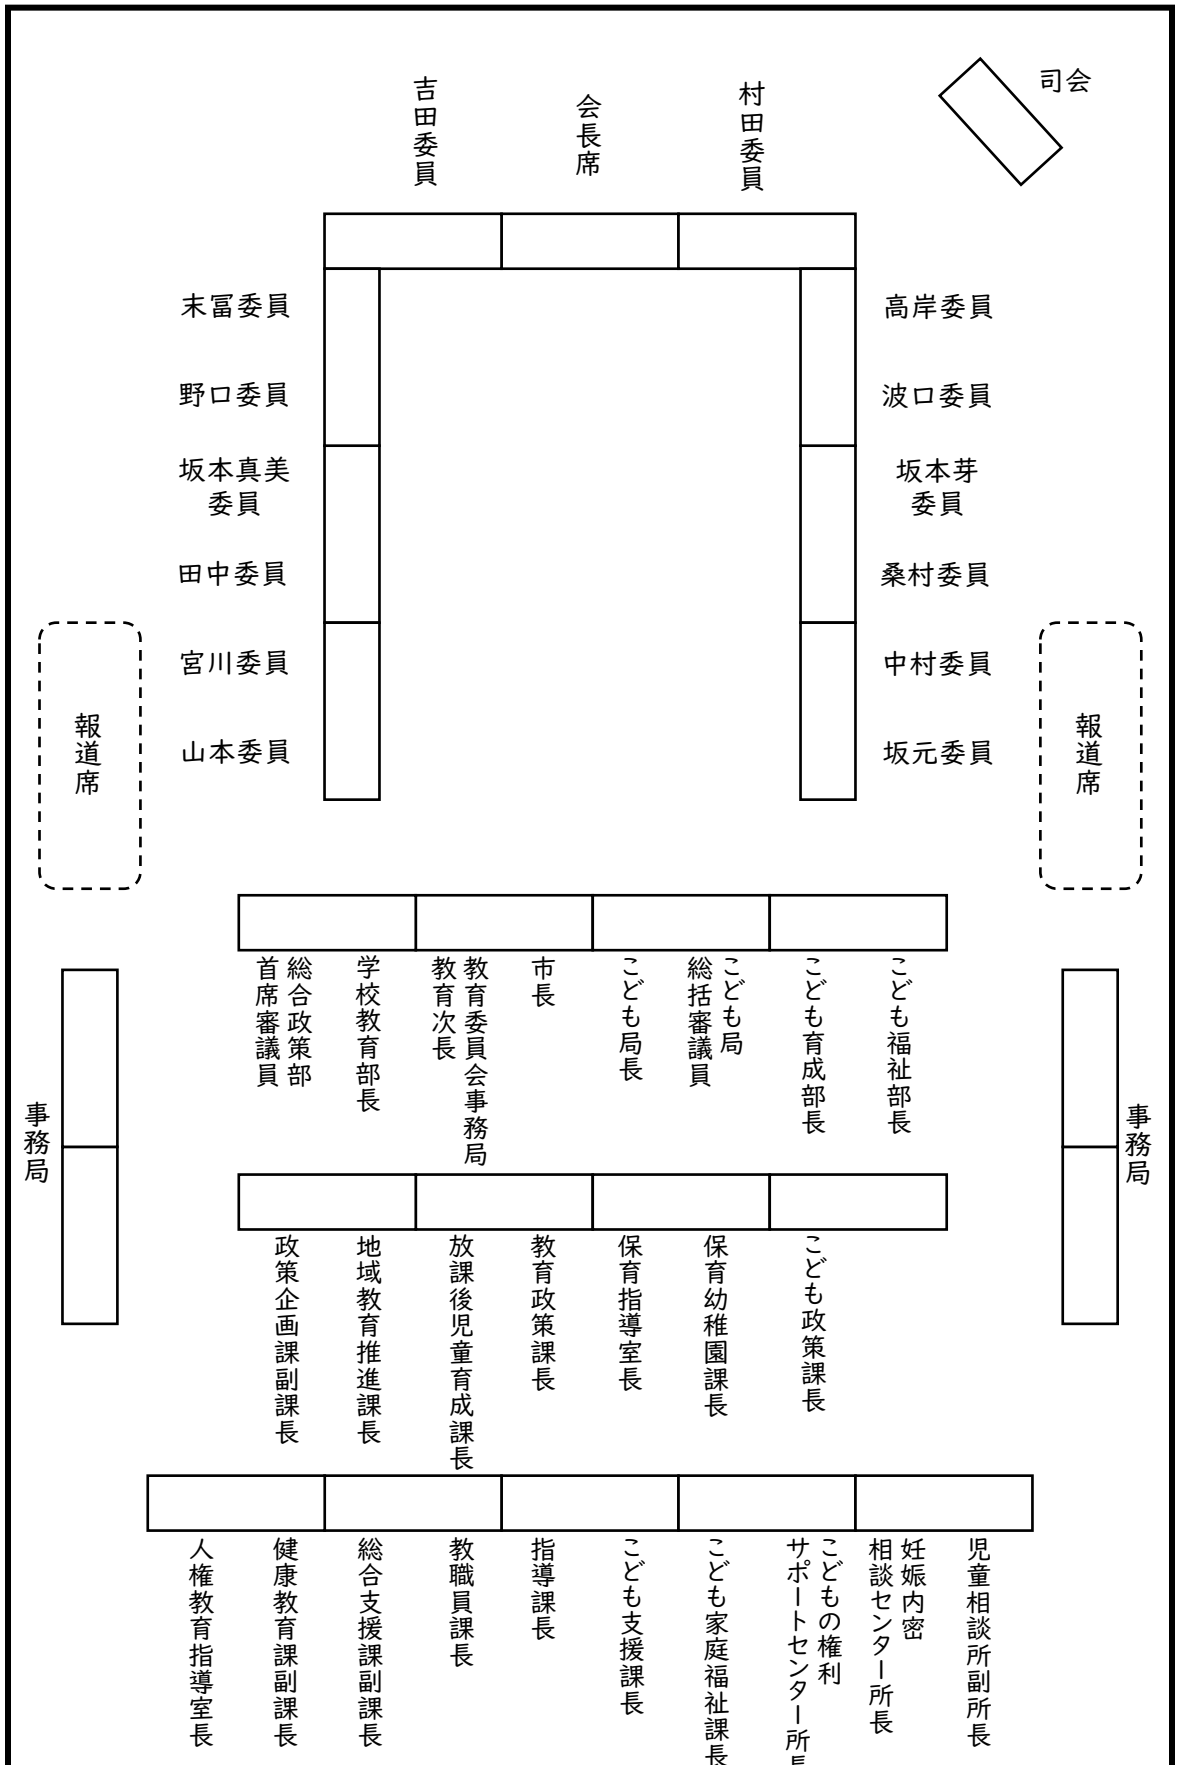 司会
吉田委員
会長席
村田委員
末冨委員
高岸委員
野口委員
波口委員
坂本真美
委員
坂本芽
委員
田中委員
桑村委員
宮川委員
中村委員
山本委員
坂元委員
報道席
報道席
総合政策部
首席審議員
学校教育部長
教育委員会事務局
教育次長
市長
こども局長
こども局
総括審議員
こども育成部長
こども福祉部長
事務局
事務局
政策企画課副課長
地域教育推進課長
放課後児童育成課長
教育政策課長
保育指導室長
保育幼稚園課長
こども政策課長
人権教育指導室長
健康教育課副課長
総合支援課副課長
教職員課長
指導課長
こども支援課長
こども家庭福祉課長
こどもの権利
サポートセンター所長
妊娠内密
相談センター所長
児童相談所副所長